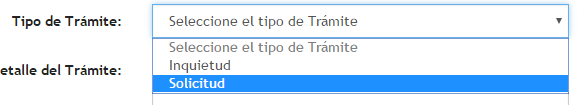 Tipo de Trámite: Seleccione el tipo de Trámite
Seleccione el tipo de Trámite
Inquietud
etalle del Trámite:
Solicitud